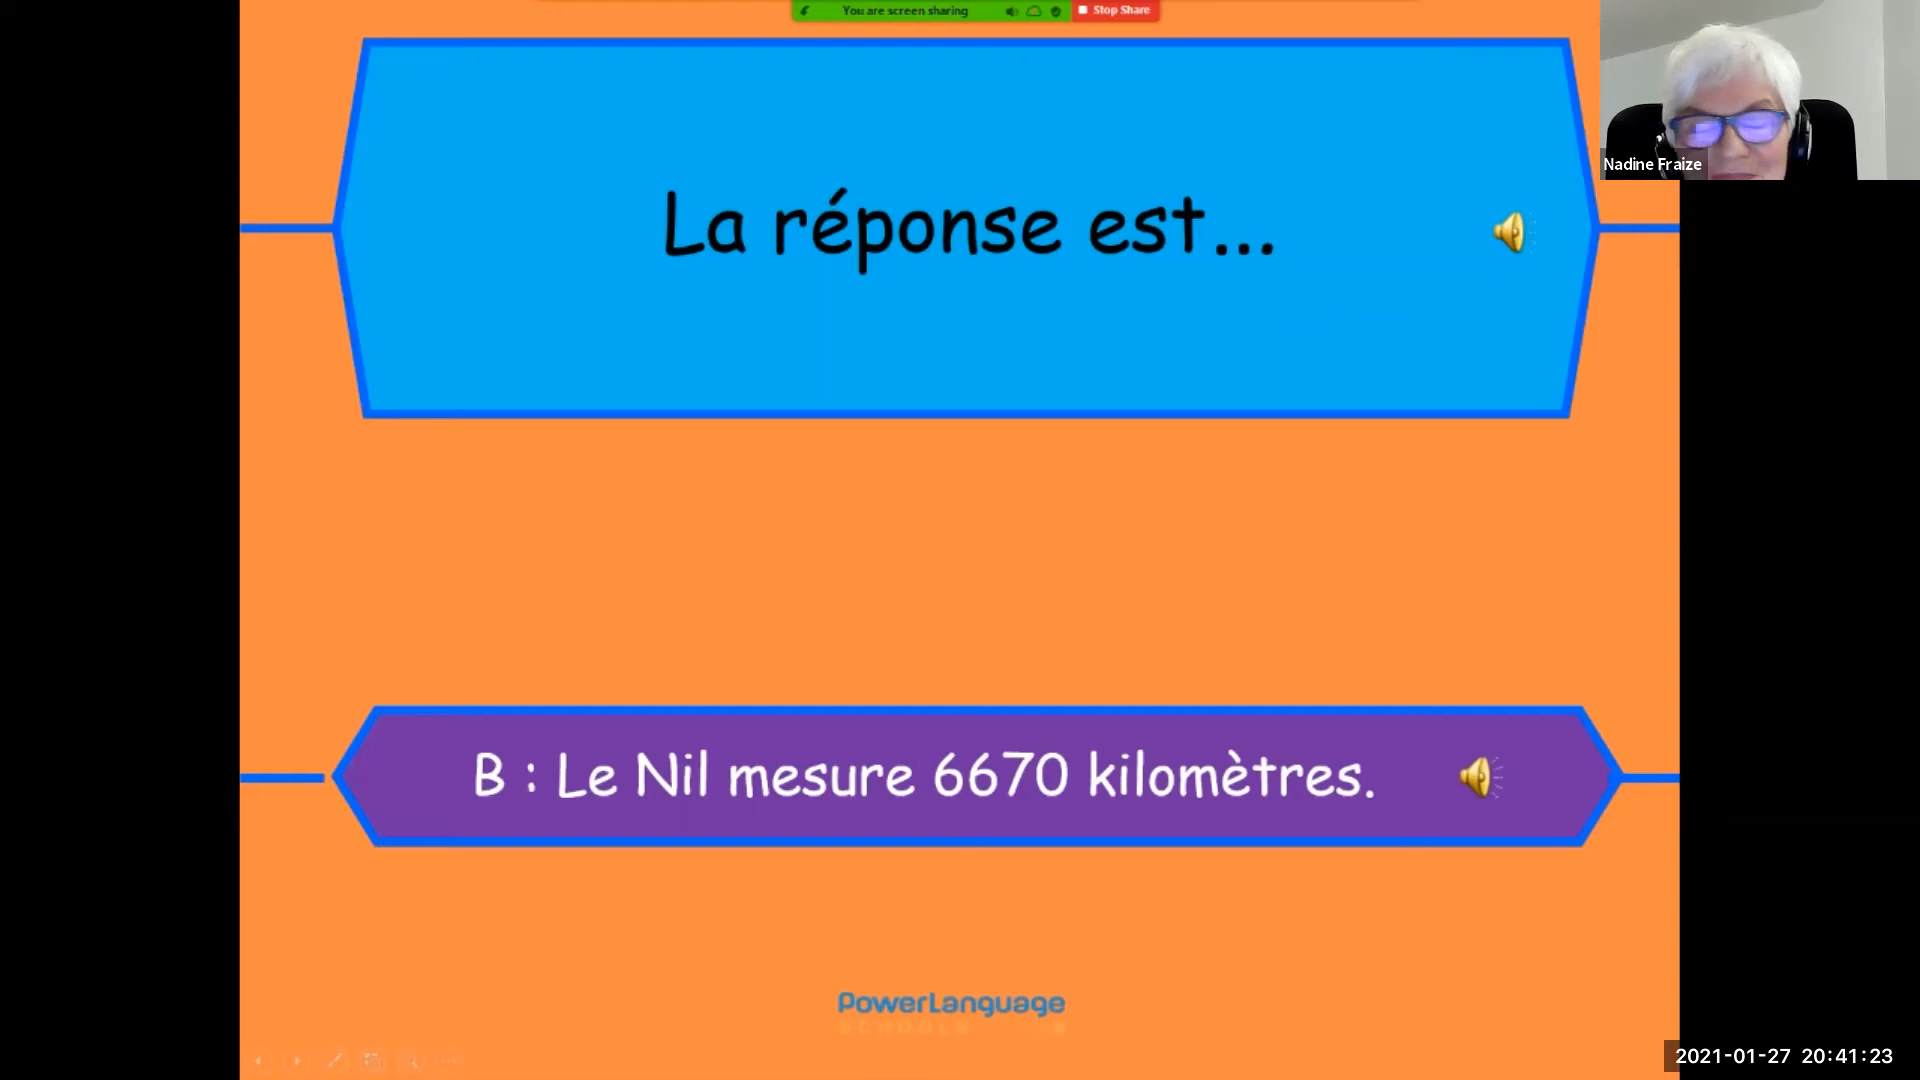 You are screen sharing
Stop Share
Nadine Fraize
La réponse est...
B : Le Nil mesure 6670 kilomètres.
PowerLanguage
SCHOOLS
2021-01-27 20:41:23